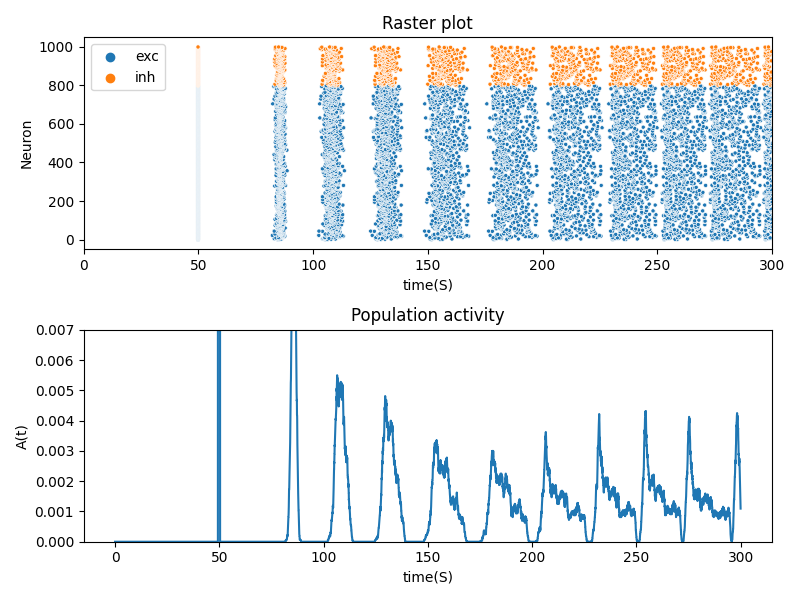 Raster plot
1000
800
600
400
200
0
Neuron
exc
inh
0 50 100 150 200 250 300
time(S)
Population activity
0.007
0.006
0.005
0.004
0.003
0.002
0.001
0.000
A(t)
0 50 100 150 200 250 300
time(S)